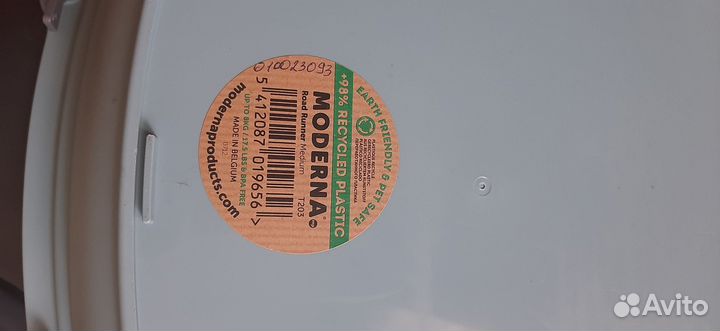 EARTH FRIENDLY & PET SAFE
+98% RECYCLED PLASTIC
MODERNA
Road Runner Medium T203
5 412087 019656 >
010023093
UP TO 8KG / 17.5 LBS & BPA FREE
MADE IN BELGIUM
modernaproducts.com
Avito